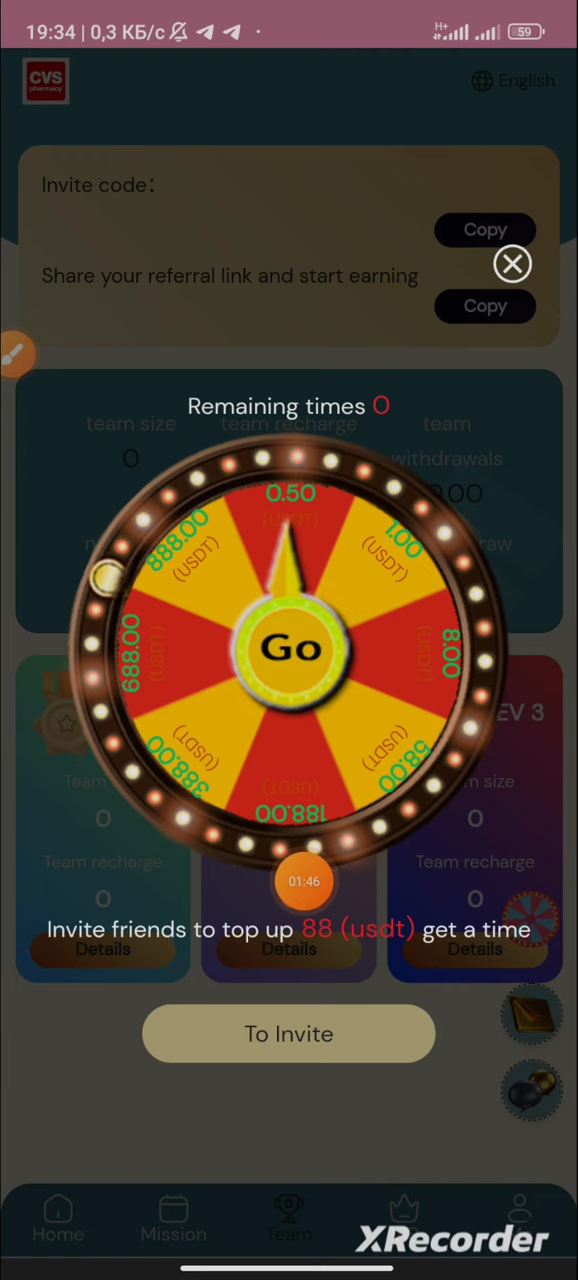 19:34 | 0,3 КБ/с
H+
59
CVS
pharmacy
English
Invite code:
Copy
Share your referral link and start earning
Copy
Remaining times 0
team size
team recharge
team
withdrawals
0
0.50
(USDT)
1.00
(USDT)
8.00
(USDT)
58.00
(USDT)
188.00
(USDT)
388.00
(USDT)
688.00
(USDT)
888.00
(USDT)
Go
EV 3
0
0
Team recharge
Team recharge
0
0
01:46
Invite friends to top up 88 (usdt) get a time
Details
Details
Details
To Invite
Home
Mission
Team
XRecorder